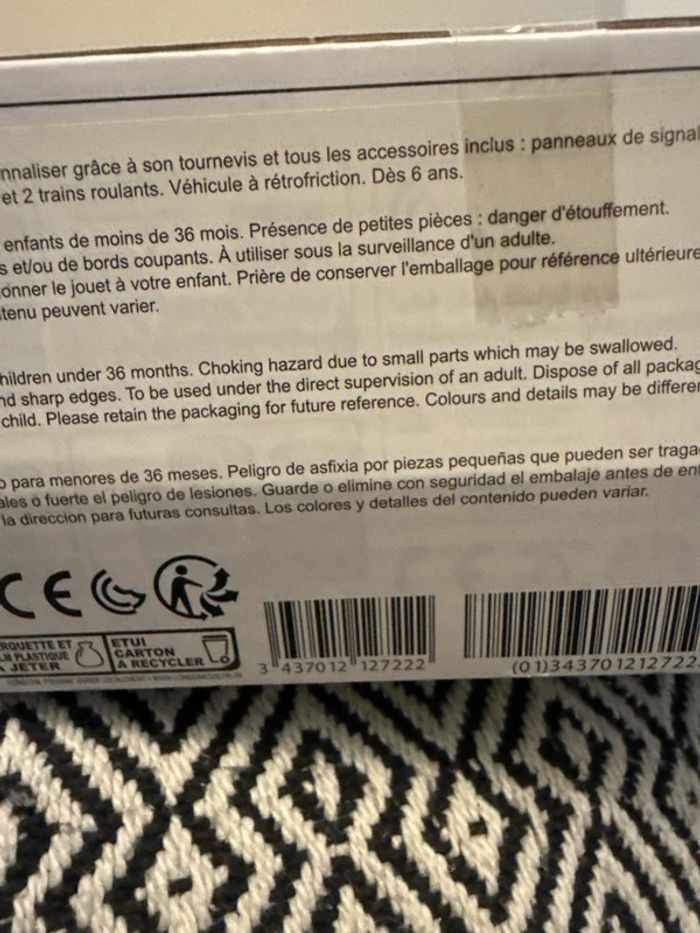 nnaliser grâce à son tournevis et tous les accessoires inclus : panneaux de signal
et 2 trains roulants. Véhicule à rétrofriction. Dès 6 ans.
enfants de moins de 36 mois. Présence de petites pièces : danger d'étouffement.
s et/ou de bords coupants. À utiliser sous la surveillance d'un adulte.
onner le jouet à votre enfant. Prière de conserver l'emballage pour référence ultérieure
tenu peuvent varier.
hildren under 36 months. Choking hazard due to small parts which may be swallowed.
nd sharp edges. To be used under the direct supervision of an adult. Dispose of all packag
child. Please retain the packaging for future reference. Colours and details may be differen
o para menores de 36 meses. Peligro de asfixia por piezas pequeñas que pueden ser traga
ales o fuerte el peligro de lesiones. Guarde o elimine con seguridad el embalaje antes de ent
la direccion para futuras consultas. Los colores y detalles del contenido pueden variar.
CE
RQUETTE ET
LM PLASTIQUE
À JETER
ETUI
CARTON
À RECYCLER
3 437012 127222
(01)343701212722